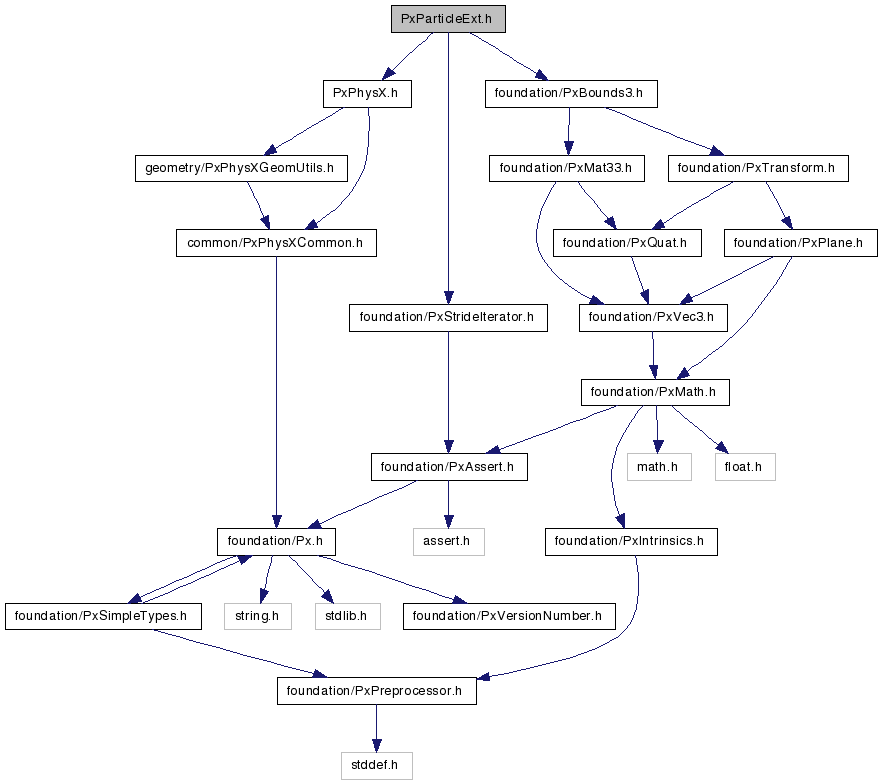 PxParticleExt.h
PxPhysX.h
foundation/PxBounds3.h
geometry/PxPhysXGeomUtils.h
foundation/PxMat33.h
foundation/PxTransform.h
common/PxPhysXCommon.h
foundation/PxQuat.h
foundation/PxPlane.h
foundation/PxStrideIterator.h
foundation/PxVec3.h
foundation/PxMath.h
foundation/PxAssert.h
math.h
float.h
foundation/Px.h
assert.h
foundation/PxIntrinsics.h
foundation/PxSimpleTypes.h
string.h
stdlib.h
foundation/PxVersionNumber.h
foundation/PxPreprocessor.h
stddef.h